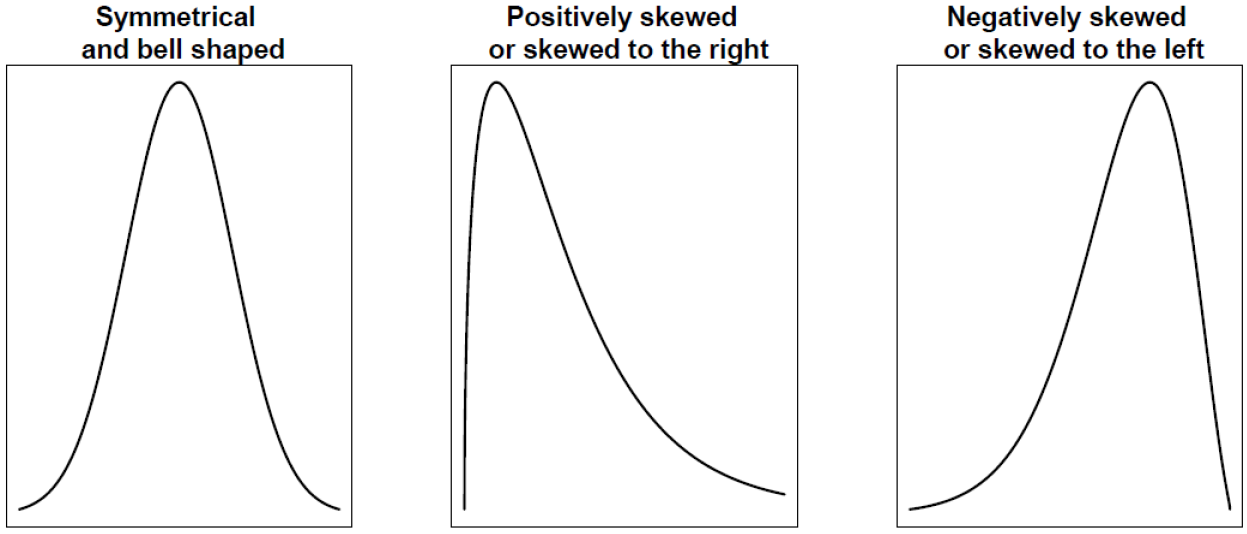 Symmetrical
and bell shaped
Positively skewed
or skewed to the right
Negatively skewed
or skewed to the left